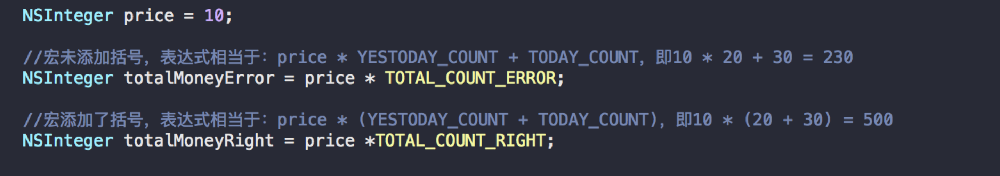 NSInteger price = 10;
//宏未添加括号，表达式相当于：price * YESTODAY_COUNT + TODAY_COUNT，即10 * 20 + 30 = 230
NSInteger totalMoneyError = price * TOTAL_COUNT_ERROR;
//宏添加了括号，表达式相当于：price * (YESTODAY_COUNT + TODAY_COUNT)，即10 * (20 + 30) = 500
NSInteger totalMoneyRight = price *TOTAL_COUNT_RIGHT;